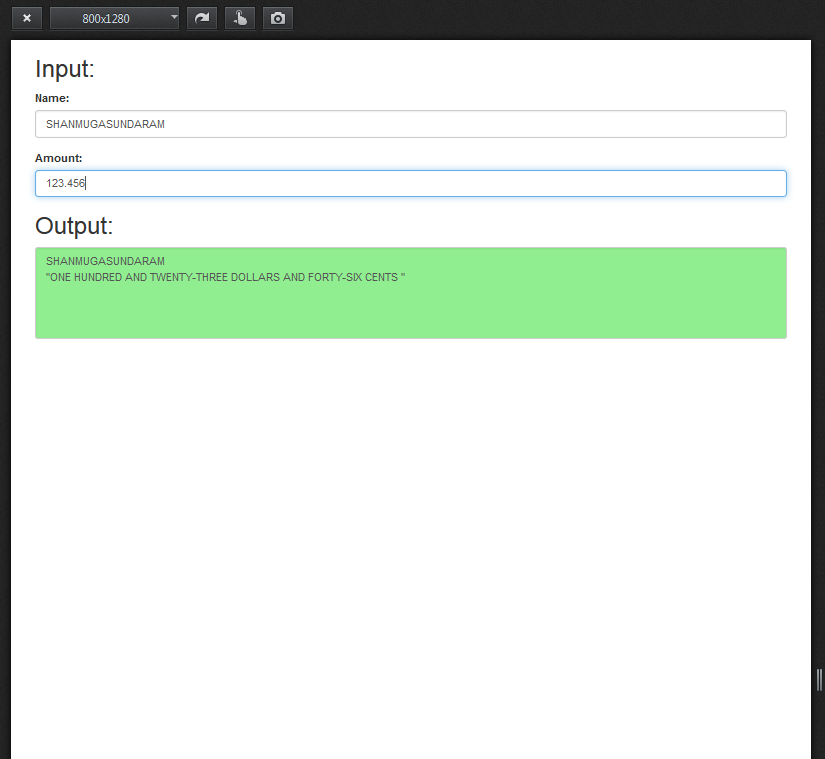 800x1280
Input:
Name:
SHANMUGASUNDARAM
Amount:
123.456
Output:
SHANMUGASUNDARAM
"ONE HUNDRED AND TWENTY-THREE DOLLARS AND FORTY-SIX CENTS "